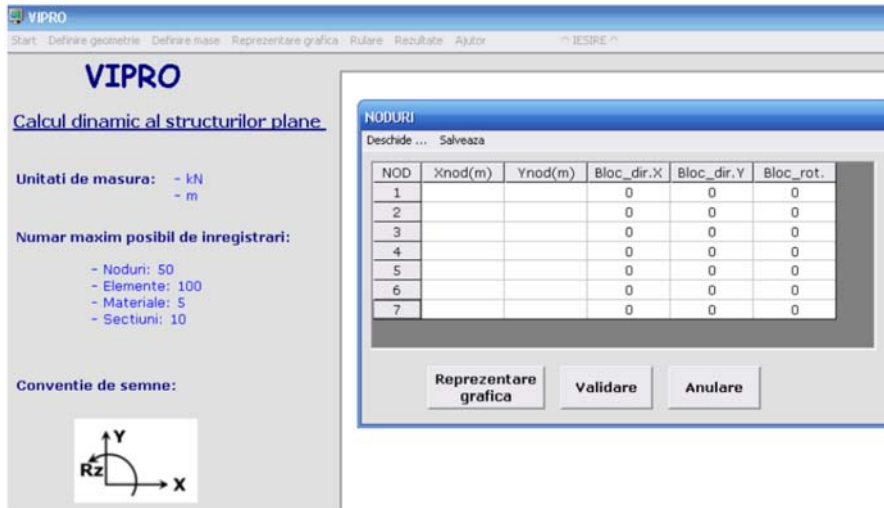 VIPRO
Start Definire geometrie Definire mase Reprezentare grafica Rulare Rezultate Ajutor ^ IESIRE ^
VIPRO
Calcul dinamic al structurilor plane
Unitati de masura: - kN
- m
Numar maxim posibil de inregistrari:
- Noduri: 50
- Elemente: 100
- Materiale: 5
- Sectiuni: 10
Conventie de semne:
Y
Rz
X
NODURI
Deschide ... Salveaza
NOD Xnod(m) Ynod(m) Bloc_dir.X Bloc_dir.Y Bloc_rot.
1 0 0 0
2 0 0 0
3 0 0 0
4 0 0 0
5 0 0 0
6 0 0 0
7 0 0 0
Reprezentare
grafica
Validare
Anulare